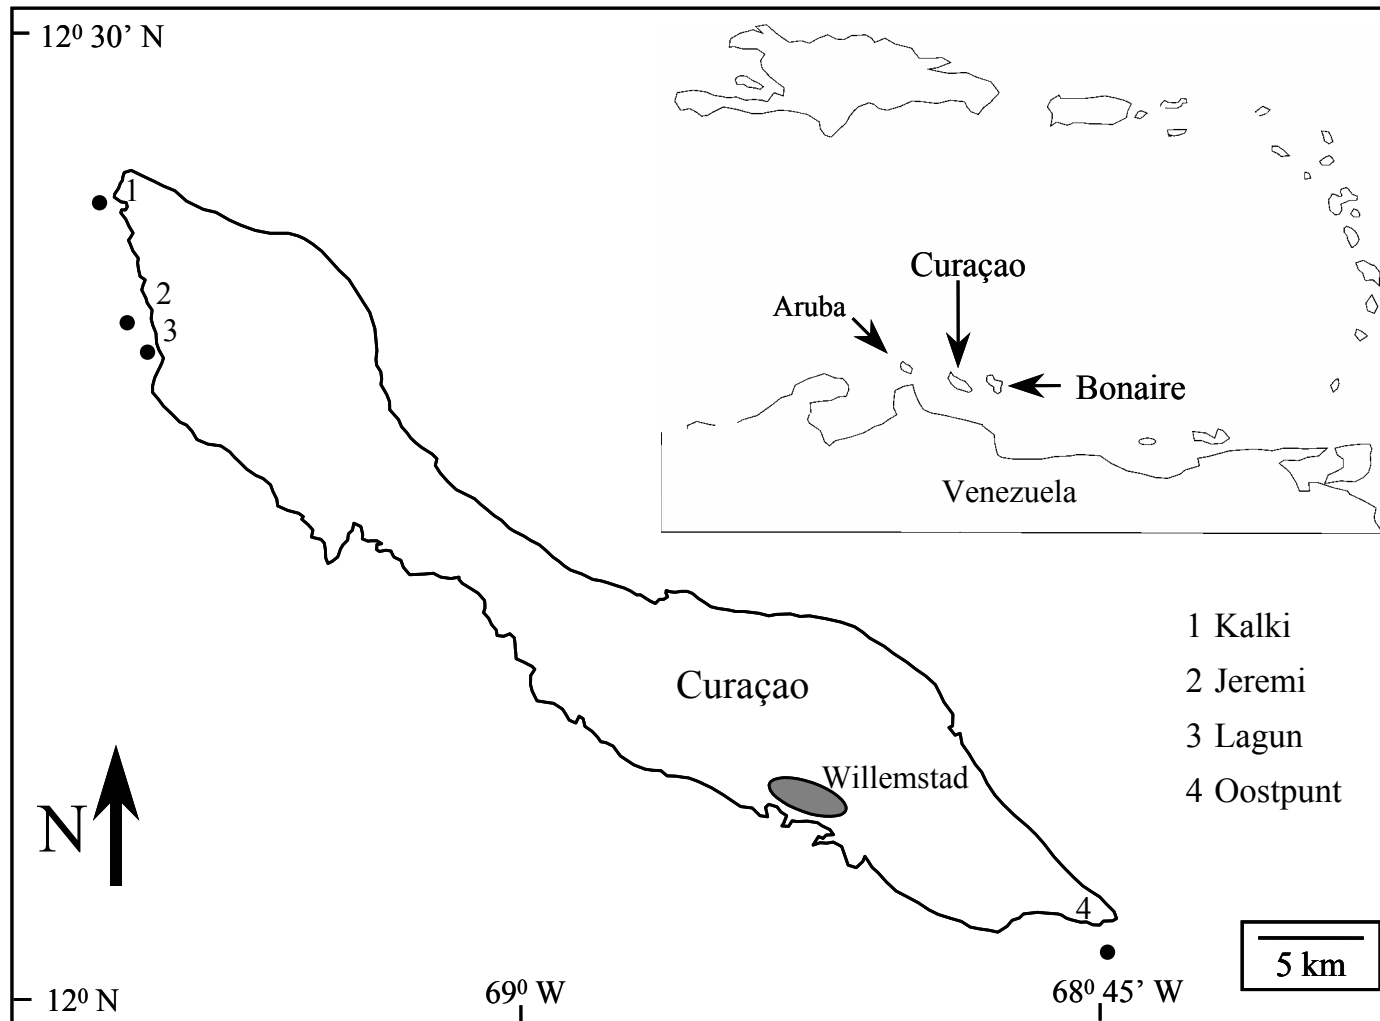 12⁰ 30’ N
1
2
3
Curaçao
Aruba
Bonaire
Venezuela
1 Kalki
2 Jeremi
3 Lagun
4 Oostpunt
Curaçao
Willemstad
N
4
5 km
12⁰ N
69⁰ W
68⁰ 45’ W